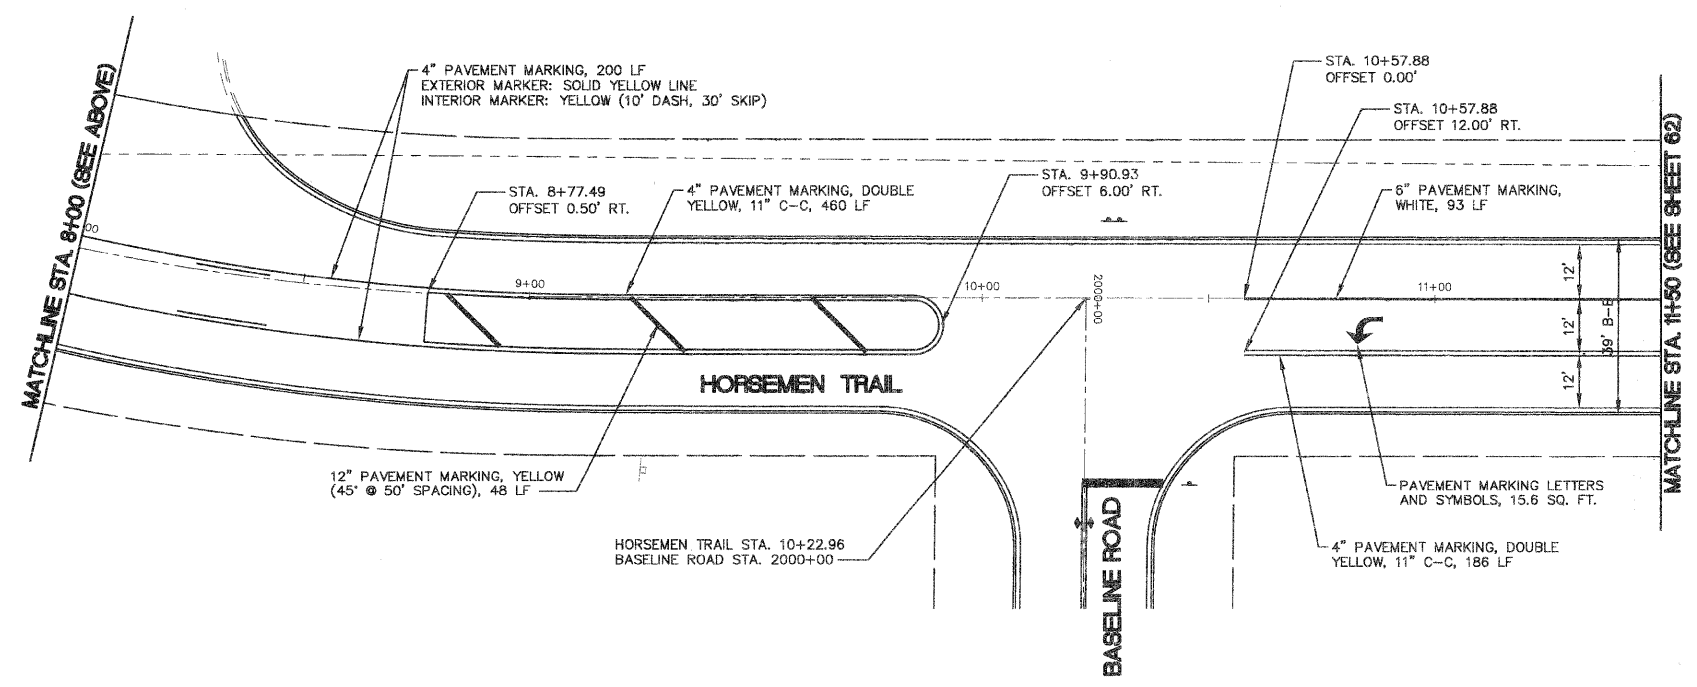 MATCHLINE STA. 8+00 (SEE ABOVE)
4" PAVEMENT MARKING, 200 LF
EXTERIOR MARKER: SOLID YELLOW LINE
INTERIOR MARKER: YELLOW (10' DASH, 30' SKIP)
STA. 10+57.88
OFFSET 0.00'
STA. 10+57.88
OFFSET 12.00' RT.
STA. 8+77.49
OFFSET 0.50' RT.
4" PAVEMENT MARKING, DOUBLE
YELLOW, 11" C-C, 460 LF
STA. 9+90.93
OFFSET 6.00' RT.
6" PAVEMENT MARKING,
WHITE, 93 LF
00
9+00
10+00
2000+00
11+00
12'
12'
12'
39' B-B
MATCHLINE STA. 11+50 (SEE SHEET 62)
HORSEMEN TRAIL
12" PAVEMENT MARKING, YELLOW
(45° @ 50' SPACING), 48 LF
PAVEMENT MARKING LETTERS
AND SYMBOLS, 15.6 SQ. FT.
HORSEMEN TRAIL STA. 10+22.96
BASELINE ROAD STA. 2000+00
4" PAVEMENT MARKING, DOUBLE
YELLOW, 11" C-C, 186 LF
BASELINE ROAD